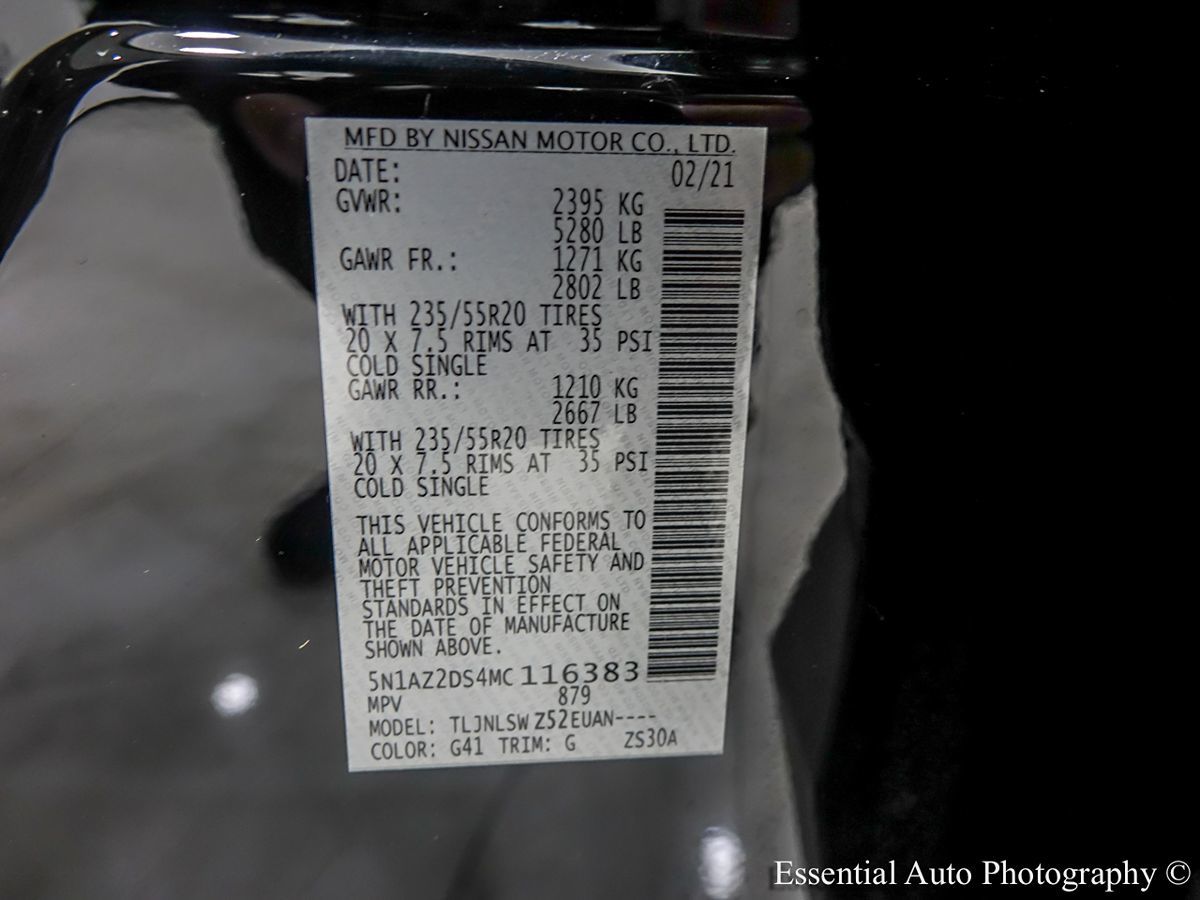 MFD BY NISSAN MOTOR CO., LTD.
DATE: 02/21
GVWR: 2395 KG
5280 LB
GAWR FR.: 1271 KG
2802 LB
WITH 235/55R20 TIRES
20 X 7.5 RIMS AT 35 PSI
COLD SINGLE
GAWR RR.: 1210 KG
2667 LB
WITH 235/55R20 TIRES
20 X 7.5 RIMS AT 35 PSI
COLD SINGLE
THIS VEHICLE CONFORMS TO
ALL APPLICABLE FEDERAL
MOTOR VEHICLE SAFETY AND
THEFT PREVENTION
STANDARDS IN EFFECT ON
THE DATE OF MANUFACTURE
SHOWN ABOVE.
5N1AZ2DS4MC 116383
MPV 879
MODEL: TLJNLSW Z52EUAN----
COLOR: G41 TRIM: G ZS30A
Essential Auto Photography ©